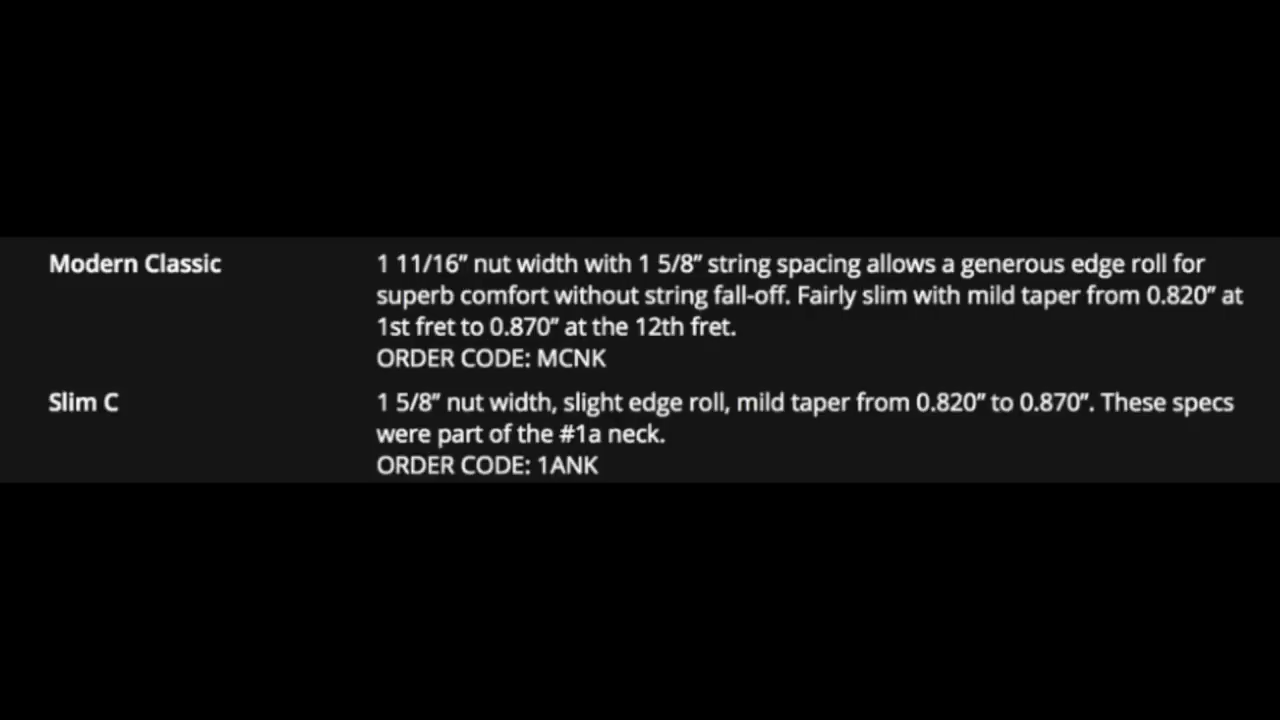 Modern Classic
1 11/16” nut width with 1 5/8” string spacing allows a generous edge roll for
superb comfort without string fall-off. Fairly slim with mild taper from 0.820” at
1st fret to 0.870” at the 12th fret.
ORDER CODE: MCNK
Slim C
1 5/8” nut width, slight edge roll, mild taper from 0.820” to 0.870”. These specs
were part of the #1a neck.
ORDER CODE: 1ANK